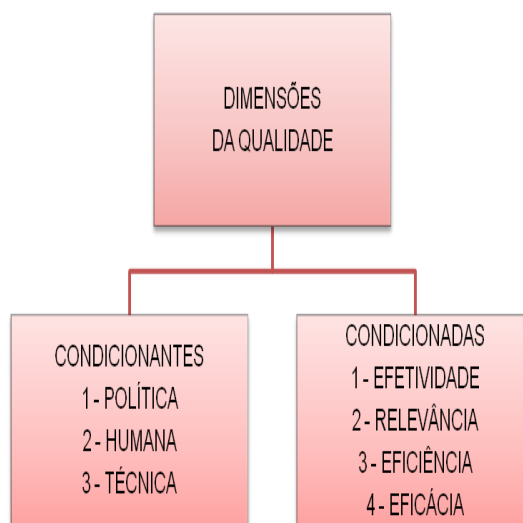 DIMENSÕES
DA QUALIDADE
CONDICIONANTES
1 - POLÍTICA
2 - HUMANA
3 - TÉCNICA
CONDICIONADAS
1 - EFETIVIDADE
2 - RELEVÂNCIA
3 - EFICIÊNCIA
4 - EFICÁCIA